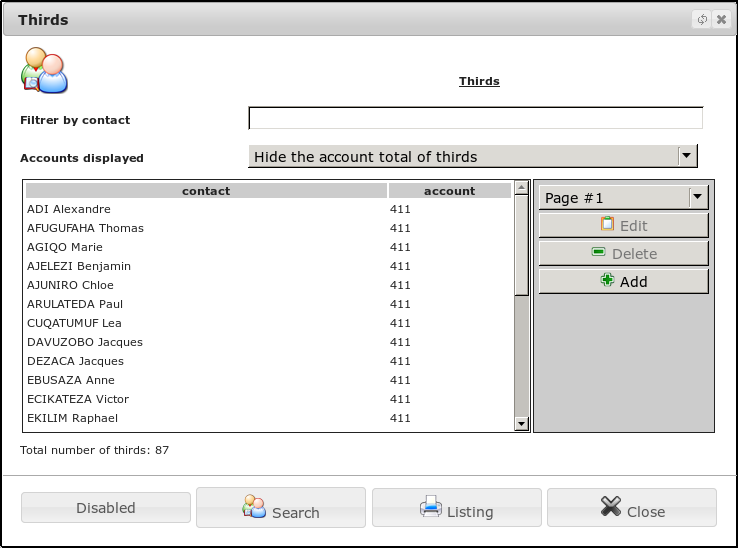 Thirds
Thirds
Filtrer by contact
Accounts displayed Hide the account total of thirds
contact account
ADI Alexandre 411
AFUGUFAHA Thomas 411
AGIQO Marie 411
AJELEZI Benjamin 411
AJUNIRO Chloe 411
ARULATEDA Paul 411
CUQATUMUF Lea 411
DAVUZOBO Jacques 411
DEZACA Jacques 411
EBUSAZA Anne 411
ECIKATEZA Victor 411
EKILIM Raphael 411
Page #1
Edit
Delete
Add
Total number of thirds: 87
Disabled Search Listing Close